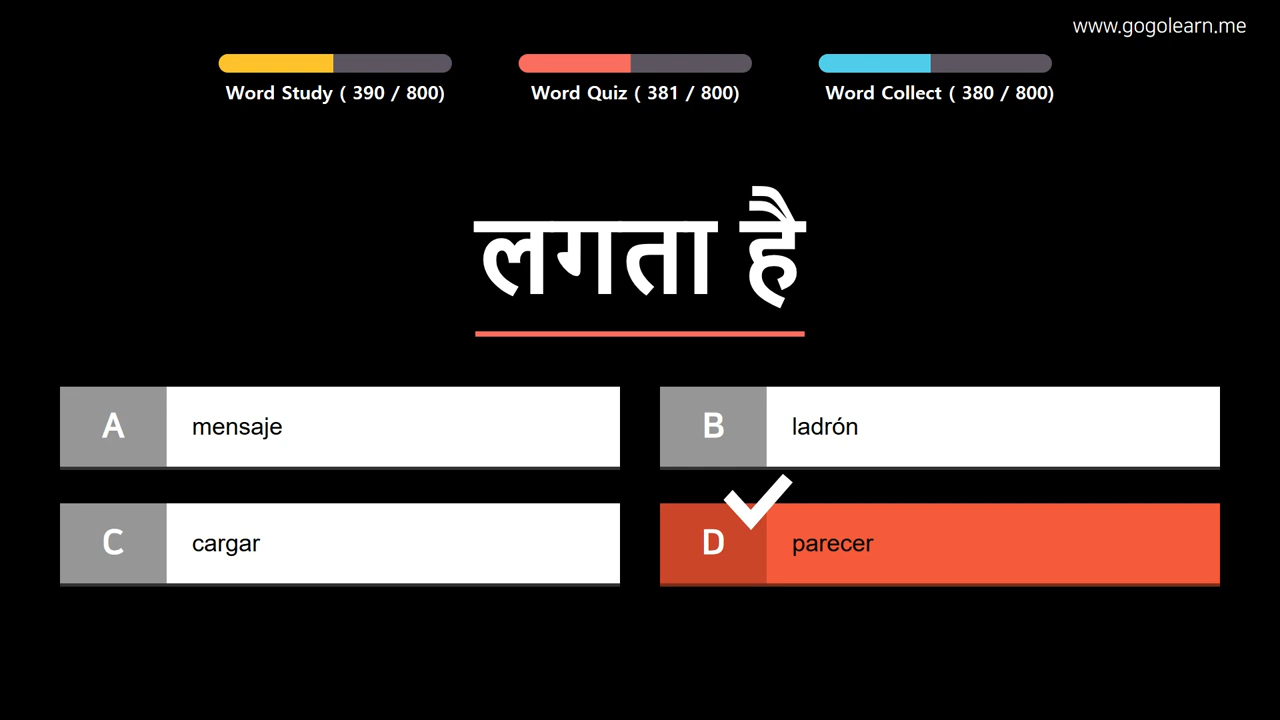 www.gogolearn.me
Word Study ( 390 / 800)
Word Quiz ( 381 / 800)
Word Collect ( 380 / 800)
लगता है
A mensaje
B ladrón
C cargar
D parecer